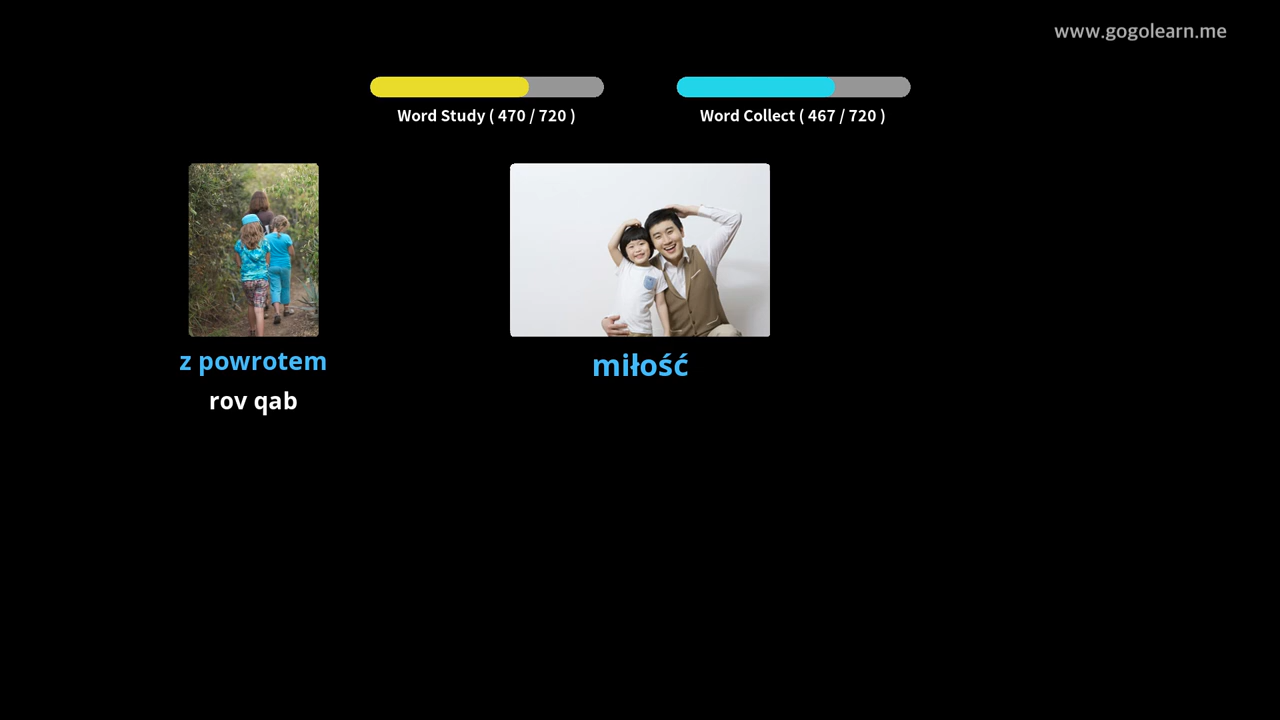 www.gogolearn.me
Word Study ( 470 / 720 )
Word Collect ( 467 / 720 )
z powrotem
rov qab
miłość